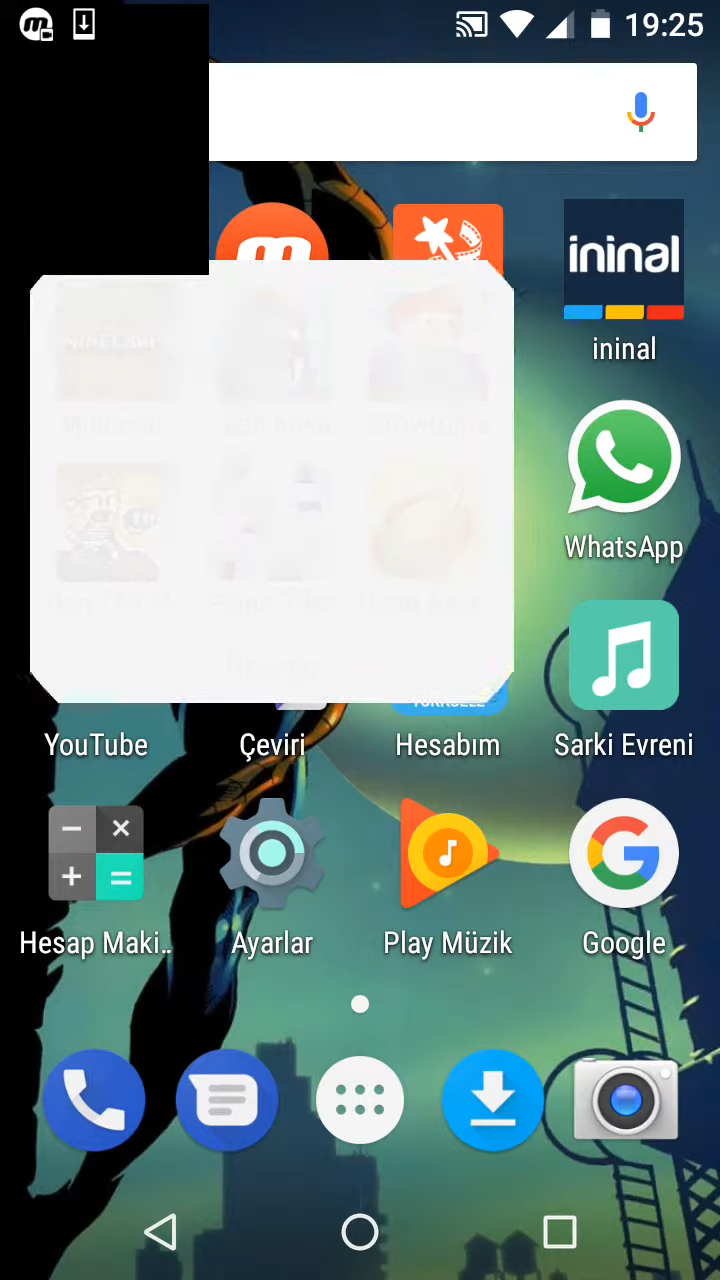 19:25
ininal
ininal
WhatsApp
YouTube
Çeviri
Hesabım
Sarki Evreni
Hesap Maki..
Ayarlar
Play Müzik
Google